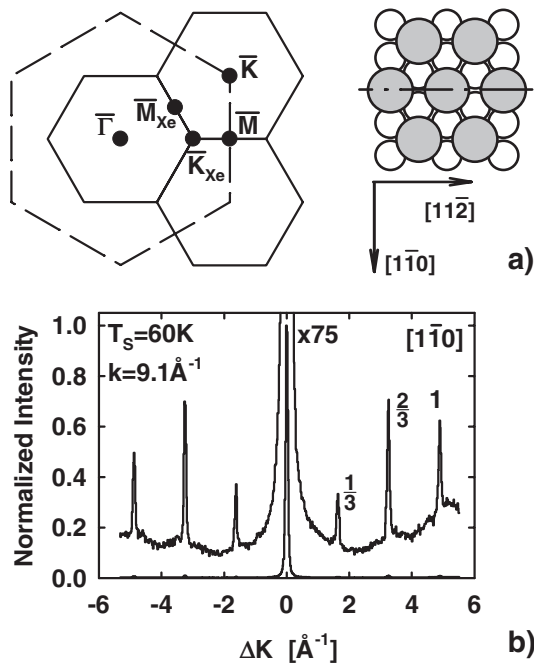 K̅
M̅Xe
Γ̅
M̅
K̅Xe
[112̅]
[11̅0]
a)
TS=60K
x75
[11̅0]
k=9.1Å-1
2/3
1
1/3
Normalized Intensity
1.0
0.8
0.6
0.4
0.2
0.0
-6
-4
-2
0
2
4
6
ΔK [Å-1]
b)